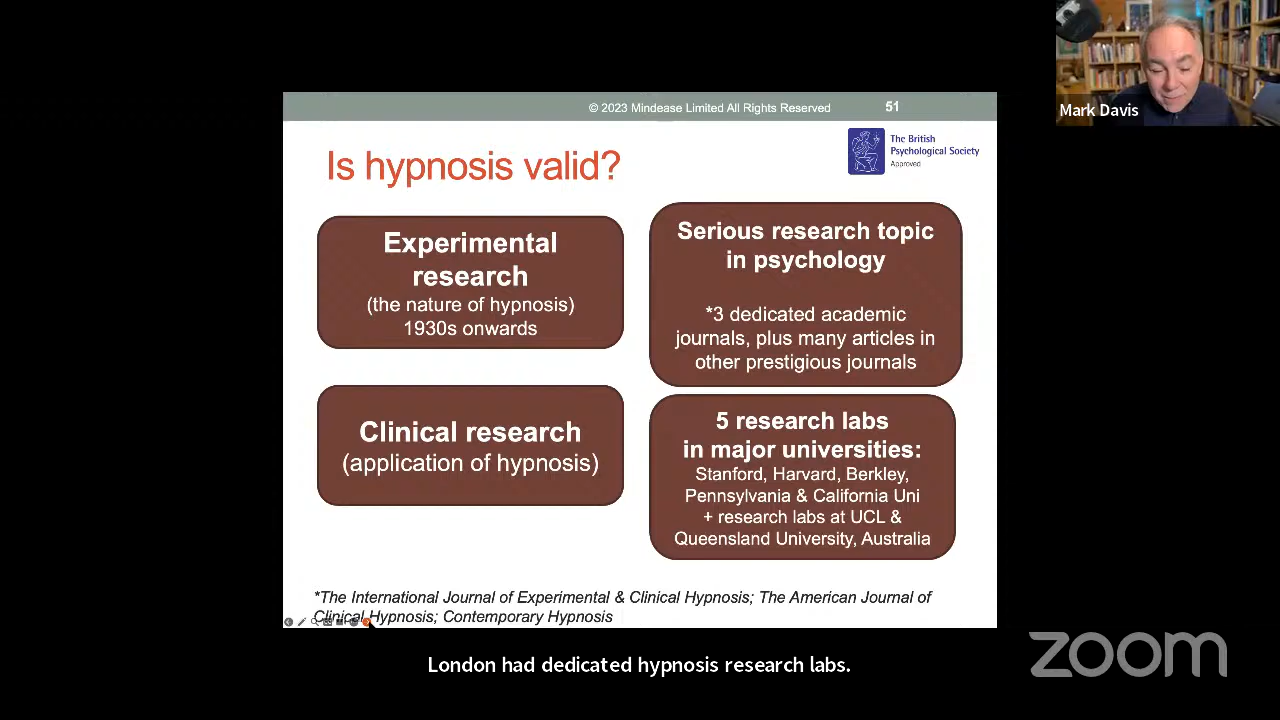 Mark Davis
© 2023 Mindease Limited All Rights Reserved
51
The British
Psychological Society
Approved
Is hypnosis valid?
Experimental
research
(the nature of hypnosis)
1930s onwards
Serious research topic
in psychology
*3 dedicated academic
journals, plus many articles in
other prestigious journals
Clinical research
(application of hypnosis)
5 research labs
in major universities:
Stanford, Harvard, Berkley,
Pennsylvania & California Uni
+ research labs at UCL &
Queensland University, Australia
*The International Journal of Experimental & Clinical Hypnosis; The American Journal of
Clinical Hypnosis; Contemporary Hypnosis
London had dedicated hypnosis research labs.
zoom